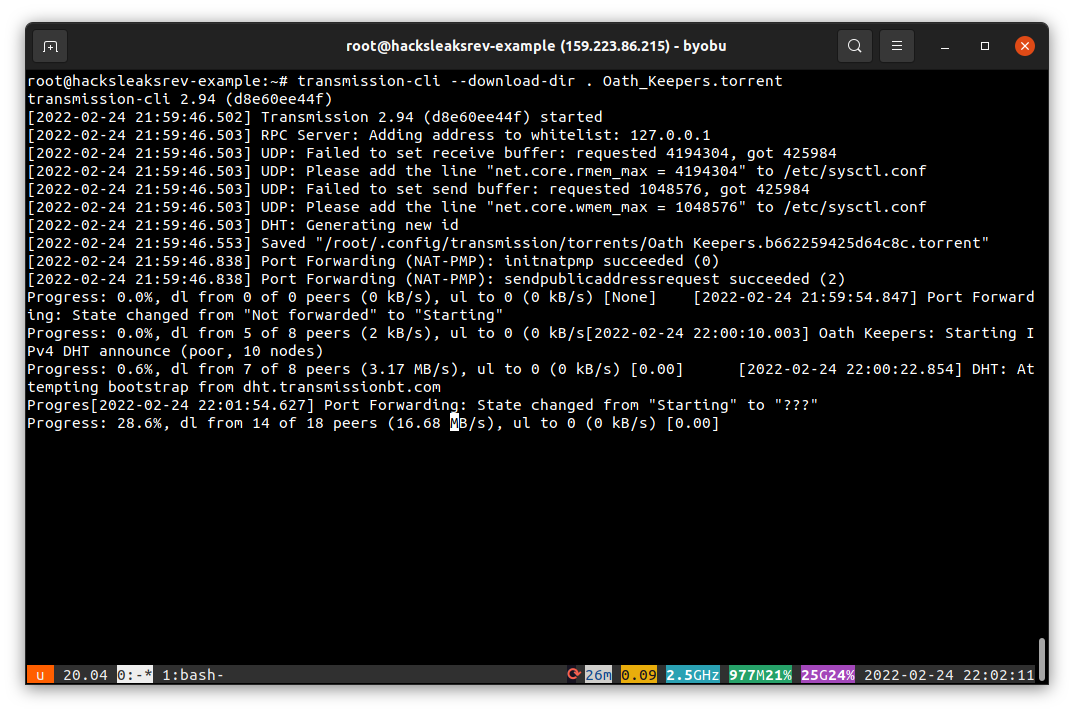 root@hacksleaksrev-example (159.223.86.215) - byobu
root@hacksleaksrev-example:~# transmission-cli --download-dir . Oath_Keepers.torrent
transmission-cli 2.94 (d8e60ee44f)
[2022-02-24 21:59:46.502] Transmission 2.94 (d8e60ee44f) started
[2022-02-24 21:59:46.503] RPC Server: Adding address to whitelist: 127.0.0.1
[2022-02-24 21:59:46.503] UDP: Failed to set receive buffer: requested 4194304, got 425984
[2022-02-24 21:59:46.503] UDP: Please add the line "net.core.rmem_max = 4194304" to /etc/sysctl.conf
[2022-02-24 21:59:46.503] UDP: Failed to set send buffer: requested 1048576, got 425984
[2022-02-24 21:59:46.503] UDP: Please add the line "net.core.wmem_max = 1048576" to /etc/sysctl.conf
[2022-02-24 21:59:46.503] DHT: Generating new id
[2022-02-24 21:59:46.553] Saved "/root/.config/transmission/torrents/Oath Keepers.b662259425d64c8c.torrent"
[2022-02-24 21:59:46.838] Port Forwarding (NAT-PMP): initnatpmp succeeded (0)
[2022-02-24 21:59:46.838] Port Forwarding (NAT-PMP): sendpublicaddressrequest succeeded (2)
Progress: 0.0%, dl from 0 of 0 peers (0 kB/s), ul to 0 (0 kB/s) [None]    [2022-02-24 21:59:54.847] Port Forward
ing: State changed from "Not forwarded" to "Starting"
Progress: 0.0%, dl from 5 of 8 peers (2 kB/s), ul to 0 (0 kB/s[2022-02-24 22:00:10.003] Oath Keepers: Starting I
Pv4 DHT announce (poor, 10 nodes)
Progress: 0.6%, dl from 7 of 8 peers (3.17 MB/s), ul to 0 (0 kB/s) [0.00]      [2022-02-24 22:00:22.854] DHT: At
tempting bootstrap from dht.transmissionbt.com
Progres[2022-02-24 22:01:54.627] Port Forwarding: State changed from "Starting" to "???"
Progress: 28.6%, dl from 14 of 18 peers (16.68 MB/s), ul to 0 (0 kB/s) [0.00]
u 20.04 0:-* 1:bash- 26m 0.09 2.5GHz 977M21% 25G24% 2022-02-24 22:02:11